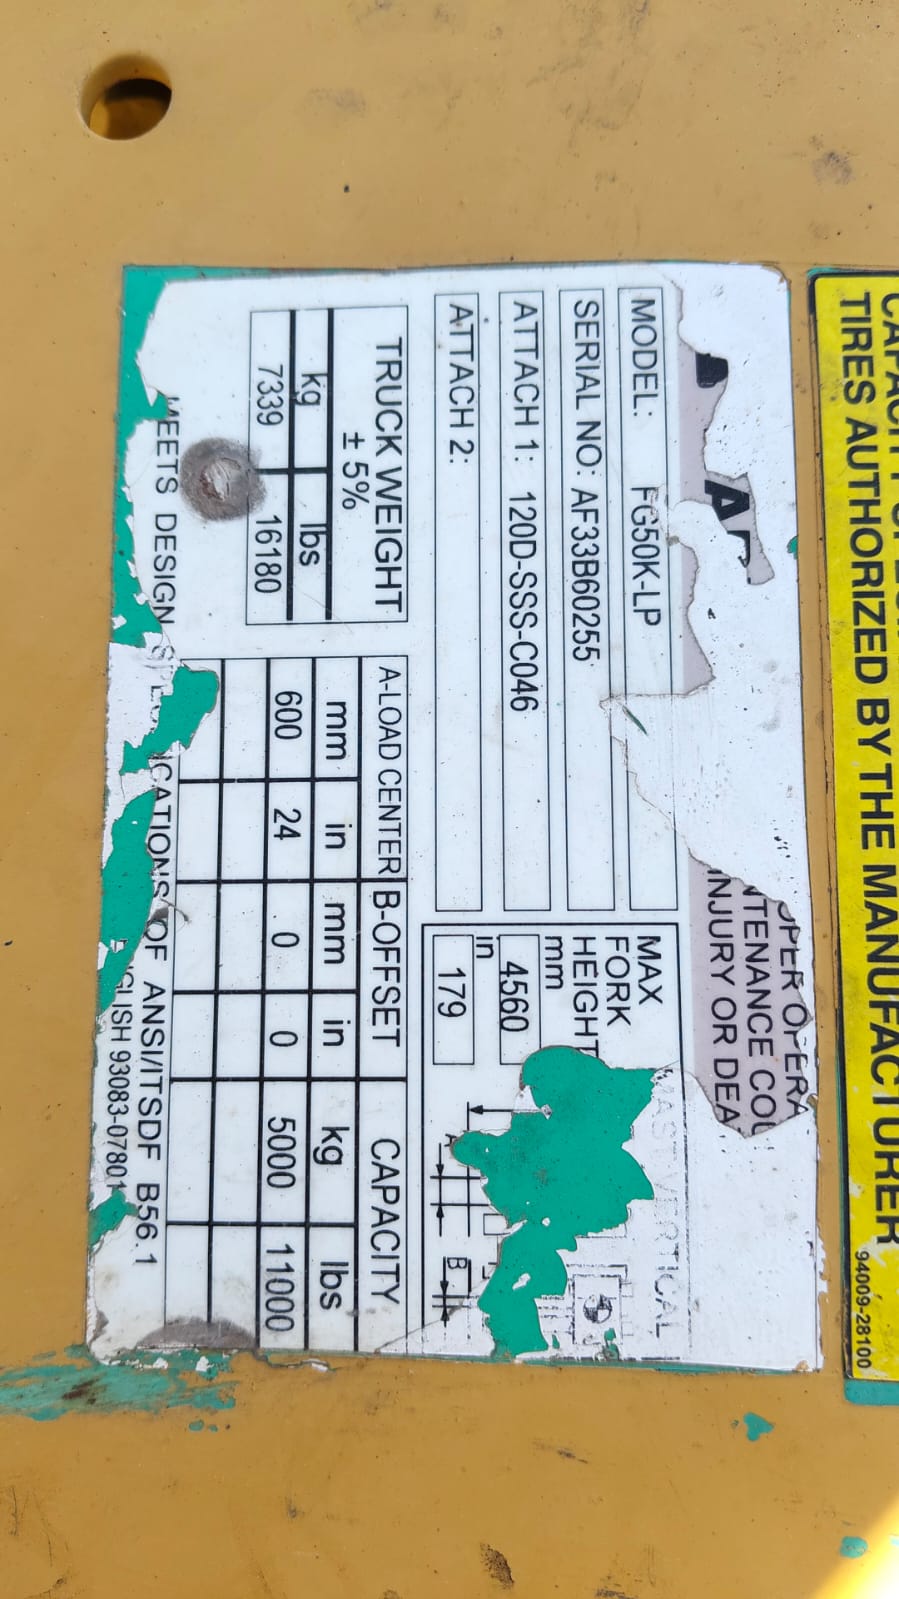 INJURY OR DEA
MODEL: FG50K-LP
SERIAL NO: AF33B60255
ATTACH 1: 120D-SSS-C046
ATTACH 2:
MAX
FORK
HEIGHT
mm
4560
in
179
MAST VERTICAL
A
B
TRUCK WEIGHT
± 5%
kg lbs
7339 16180
A-LOAD CENTER B-OFFSET CAPACITY
mm in mm in kg lbs
600 24 0 0 5000 11000
MEETS DESIGN OF ANSI/ITSDF B56.1
93083-07801
TIRES AUTHORIZED BY THE MANUFACTURER
94009-28100